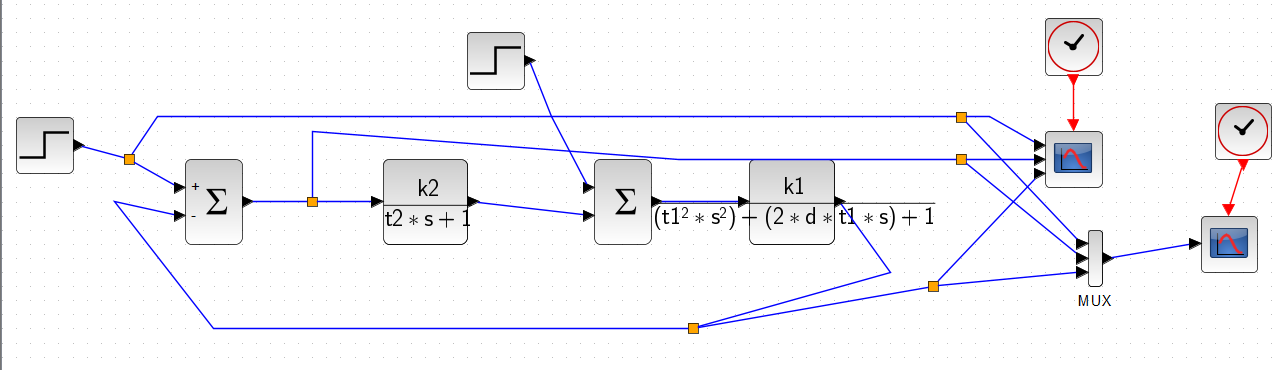 +
-
Σ
k2
t2 * s + 1
Σ
k1
(t1² * s²) + (2 * d * t1 * s) + 1
MUX